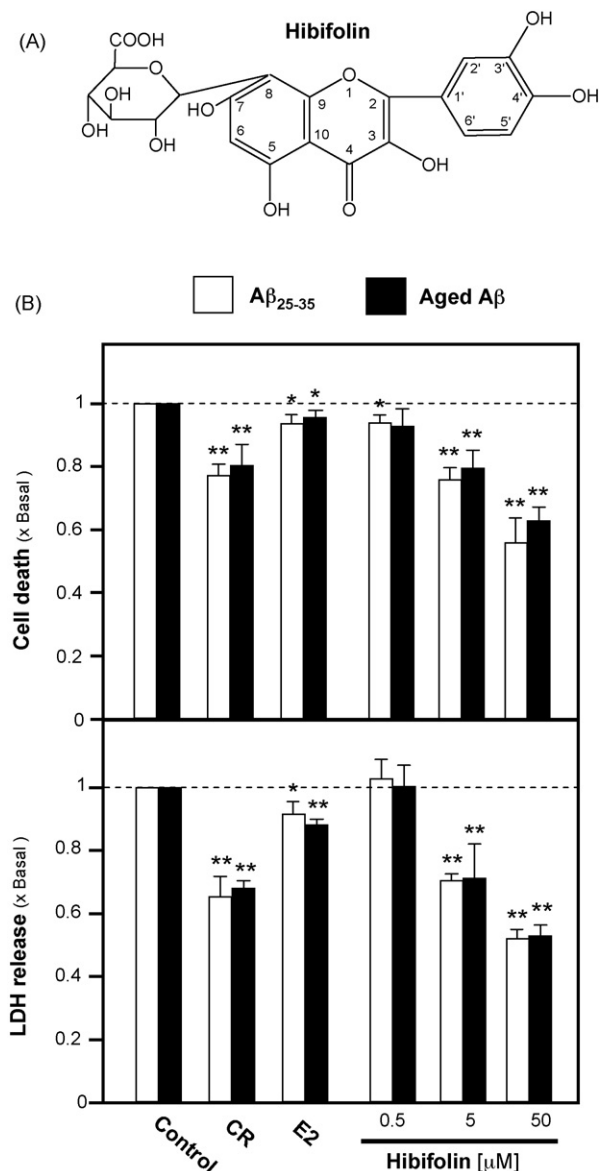 (A)
Hibifolin
COOH
O
HO
OH
HO
OH
HO
8
7
6
5
9
10
O
1
2
3
4
OH
O
OH
1'
2'
3'
4'
5'
6'
OH
OH
(B)
Aβ25-35
Aged Aβ
Cell death (x Basal)
1
0.8
0.6
0.4
0.2
0
** ** * * * ** ** ** **
LDH release (x Basal)
1
0.8
0.6
0.4
0.2
0
** ** * ** ** ** ** **
Control
CR
E2
0.5 5 50
Hibifolin [μM]